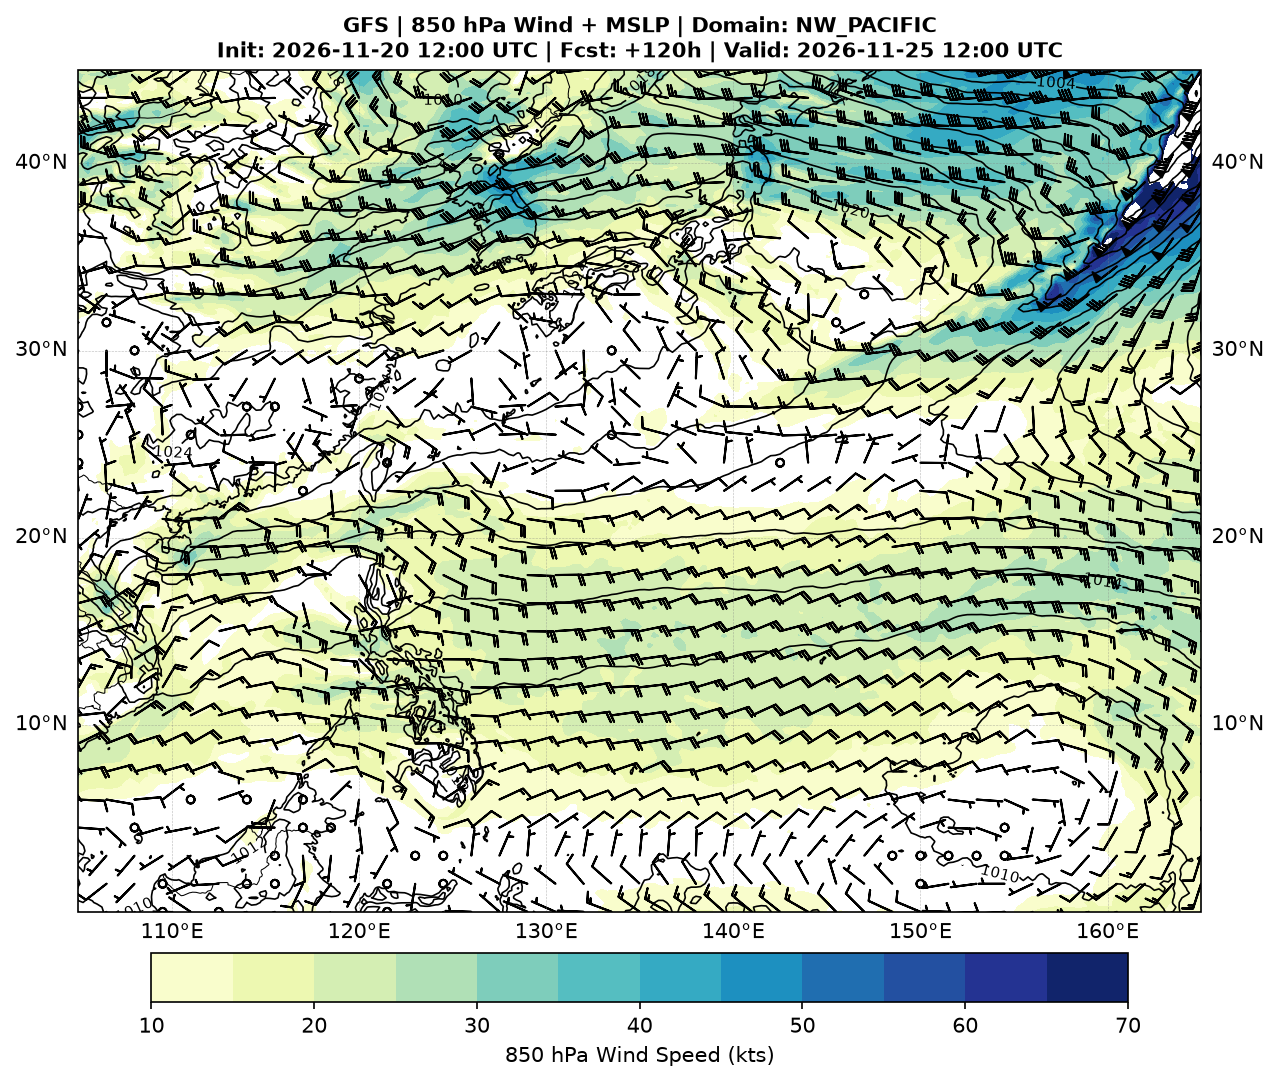 GFS | 850 hPa Wind + MSLP | Domain: NW_PACIFIC
Init: 2026-11-20 12:00 UTC | Fcst: +120h | Valid: 2026-11-25 12:00 UTC
1004
1010
40°N
40°N
1020
30°N
30°N
1024
1024
20°N
20°N
10°N
10°N
1010
1010
110°E
120°E
130°E
140°E
150°E
160°E
10
20
30
40
50
60
70
850 hPa Wind Speed (kts)